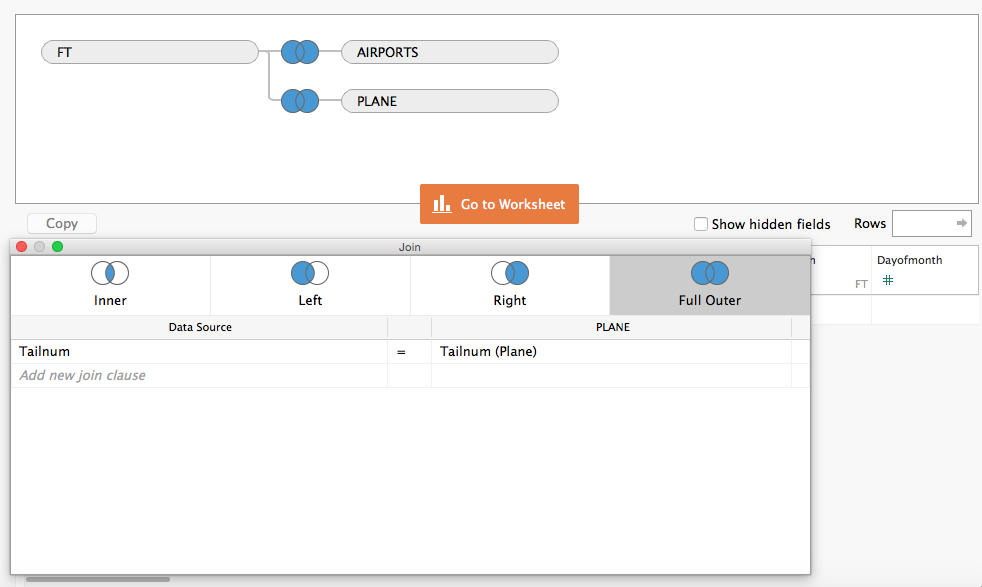 FT
AIRPORTS
PLANE
Go to Worksheet
Copy
Show hidden fields
Rows
Join
Inner
Left
Right
Full Outer
Data Source
PLANE
Tailnum
=
Tailnum (Plane)
Add new join clause
h
FT
Dayofmonth
#